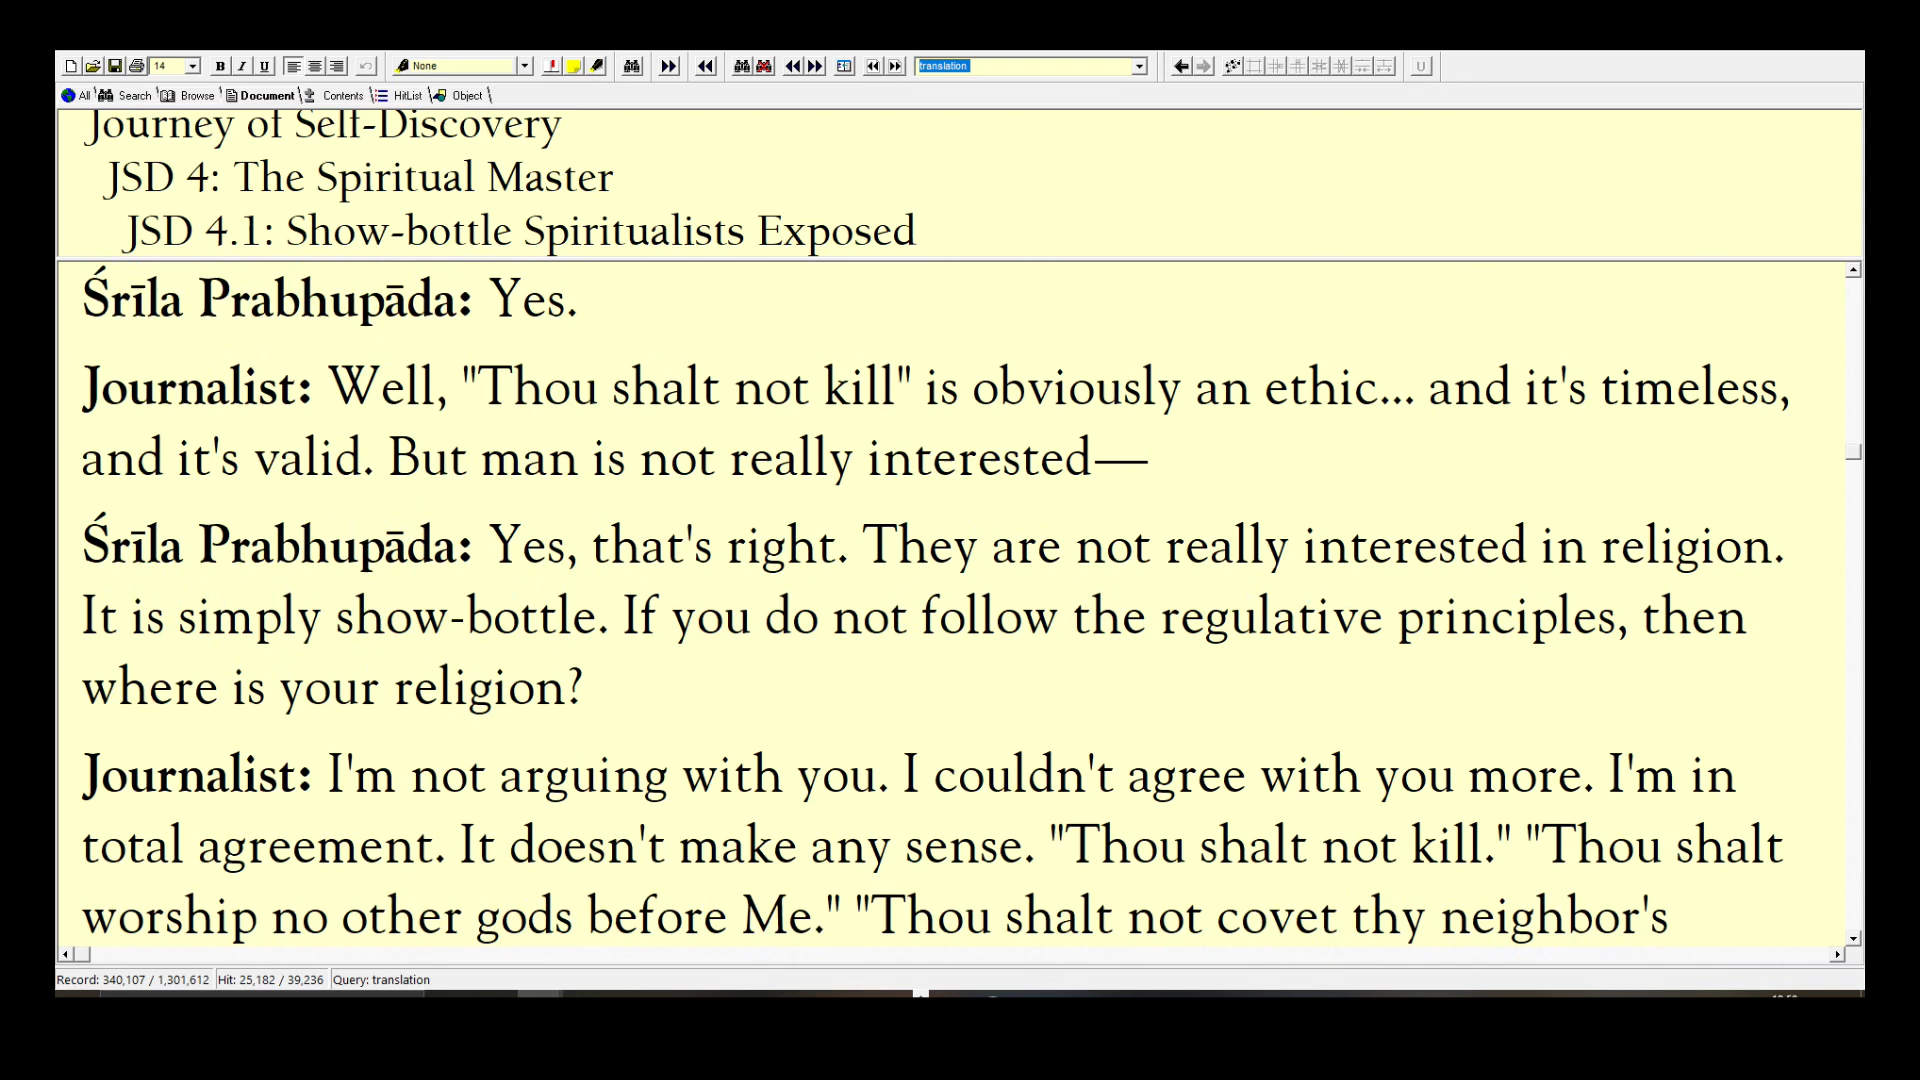 14 B I U None translation U
All Search Browse Document Contents HitList Object
Journey of Self-Discovery
JSD 4: The Spiritual Master
JSD 4.1: Show-bottle Spiritualists Exposed
Śrīla Prabhupāda: Yes.
Journalist: Well, "Thou shalt not kill" is obviously an ethic... and it's timeless,
and it's valid. But man is not really interested—
Śrīla Prabhupāda: Yes, that's right. They are not really interested in religion.
It is simply show-bottle. If you do not follow the regulative principles, then
where is your religion?
Journalist: I'm not arguing with you. I couldn't agree with you more. I'm in
total agreement. It doesn't make any sense. "Thou shalt not kill." "Thou shalt
worship no other gods before Me." "Thou shalt not covet thy neighbor's
Record: 340,107 / 1,301,612 Hit: 25,182 / 39,236 Query: translation